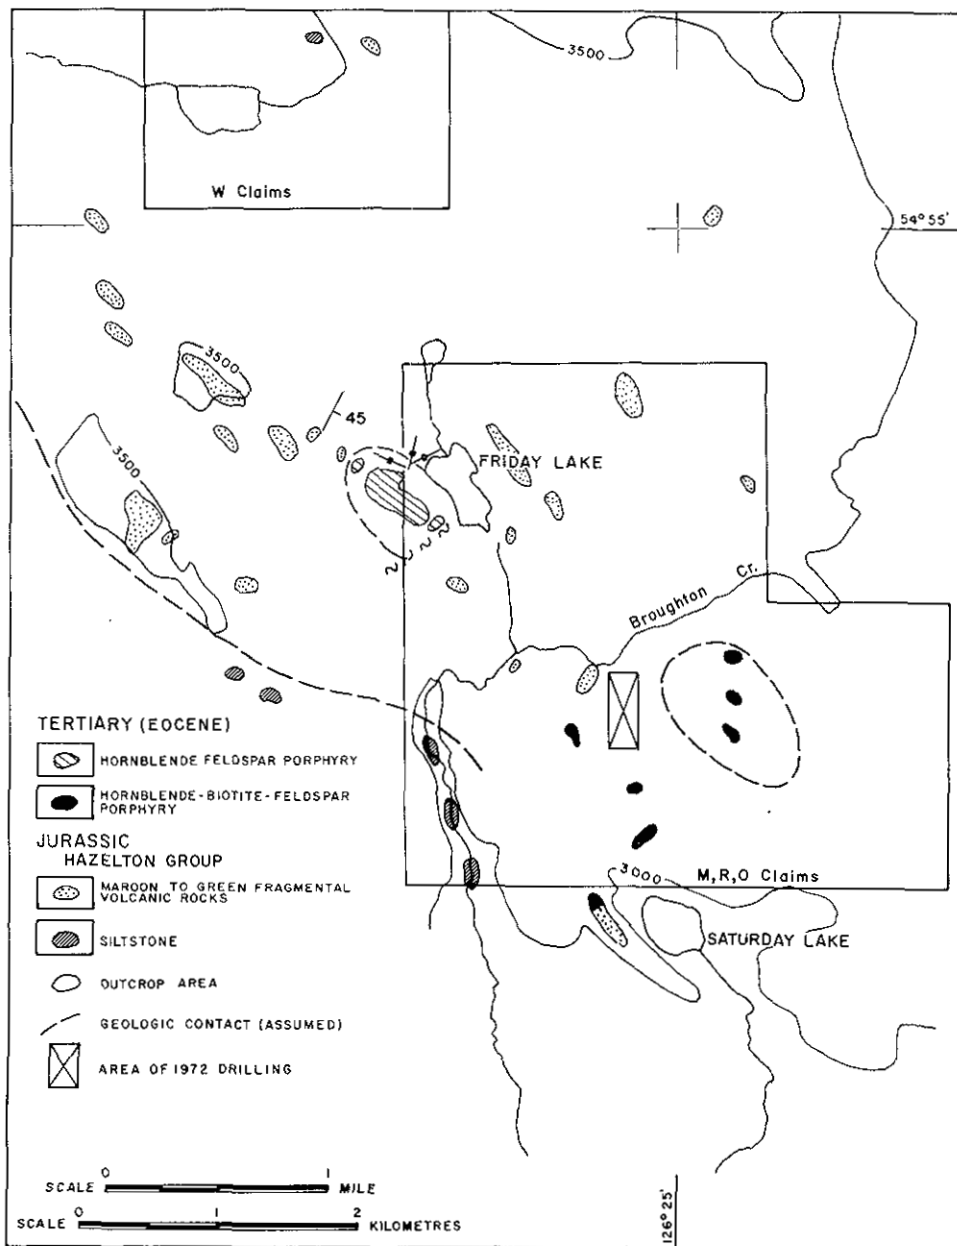 3500
W Claims
54° 55'
3500
45
3500
FRIDAY LAKE
Broughton Cr.
TERTIARY (EOCENE)
HORNBLENDE FELDSPAR PORPHYRY
HORNBLENDE-BIOTITE-FELDSPAR
PORPHYRY
JURASSIC
HAZELTON GROUP
MAROON TO GREEN FRAGMENTAL
VOLCANIC ROCKS
SILTSTONE
OUTCROP AREA
GEOLOGIC CONTACT (ASSUMED)
AREA OF 1972 DRILLING
M,R,O Claims
3000
SATURDAY LAKE
0 1
SCALE MILE
0 1 2
SCALE KILOMETRES
126° 25'